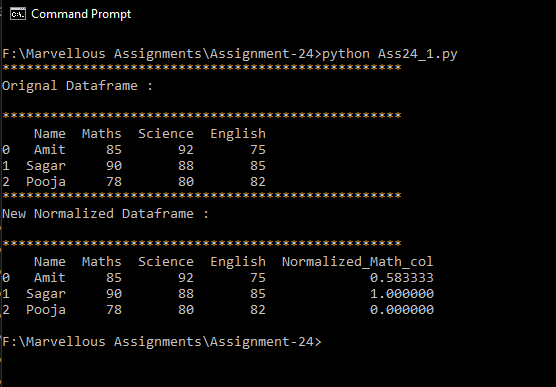 Command Prompt
F:\Marvellous Assignments\Assignment-24>python Ass24_1.py
**************************************************
Orignal Dataframe :
**************************************************
Name Maths Science English
0 Amit 85 92 75
1 Sagar 90 88 85
2 Pooja 78 80 82
**************************************************
New Normalized Dataframe :
**************************************************
Name Maths Science English Normalized_Math_col
0 Amit 85 92 75 0.583333
1 Sagar 90 88 85 1.000000
2 Pooja 78 80 82 0.000000
F:\Marvellous Assignments\Assignment-24>